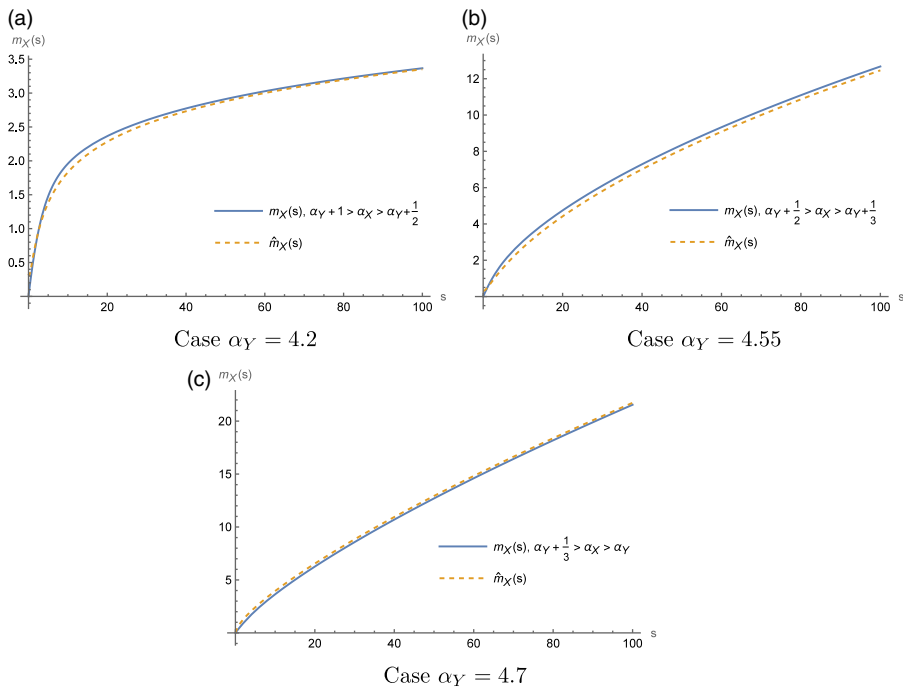 (a)
m_X(s)
3.5
3.0
2.5
2.0
1.5
1.0
0.5
m_X(s), α_Y + 1 > α_X > α_Y + 1/2
m̂_X(s)
20 40 60 80 100 s
Case α_Y = 4.2
(b)
m_X(s)
12
10
8
6
4
2
m_X(s), α_Y + 1/2 > α_X > α_Y + 1/3
m̂_X(s)
20 40 60 80 100 s
Case α_Y = 4.55
(c)
m_X(s)
20
15
10
5
m_X(s), α_Y + 1/3 > α_X > α_Y
m̂_X(s)
20 40 60 80 100 s
Case α_Y = 4.7